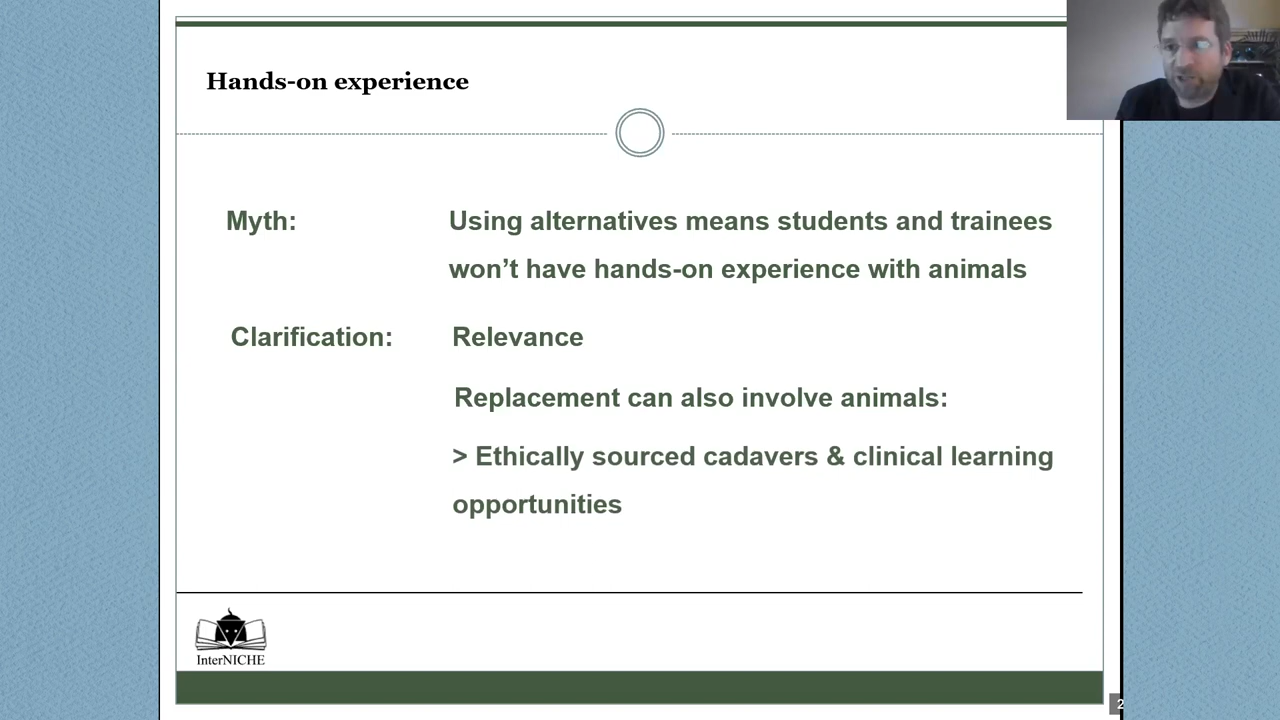 Hands-on experience
Myth:
Using alternatives means students and trainees
won’t have hands-on experience with animals
Clarification:
Relevance
Replacement can also involve animals:
> Ethically sourced cadavers & clinical learning
opportunities
InterNICHE
2